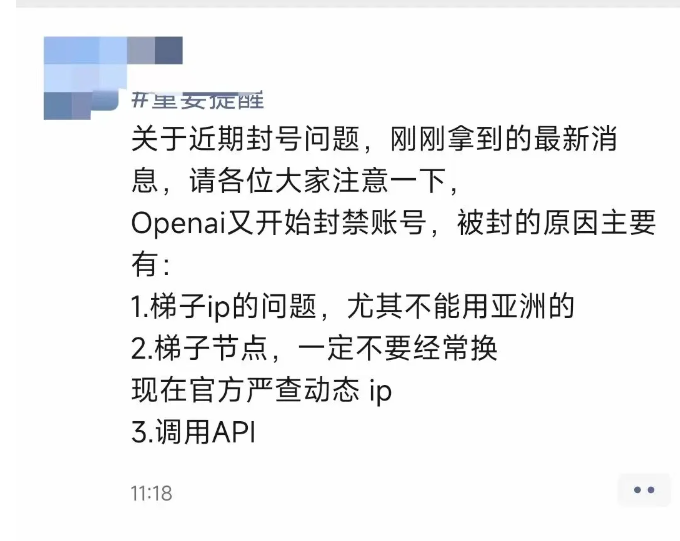 #重要提醒
关于近期封号问题，刚刚拿到的最新消
息，请各位大家注意一下，
Openai又开始封禁账号，被封的原因主要
有：
1.梯子ip的问题，尤其不能用亚洲的
2.梯子节点，一定不要经常换
现在官方严查动态 ip
3.调用API
11:18